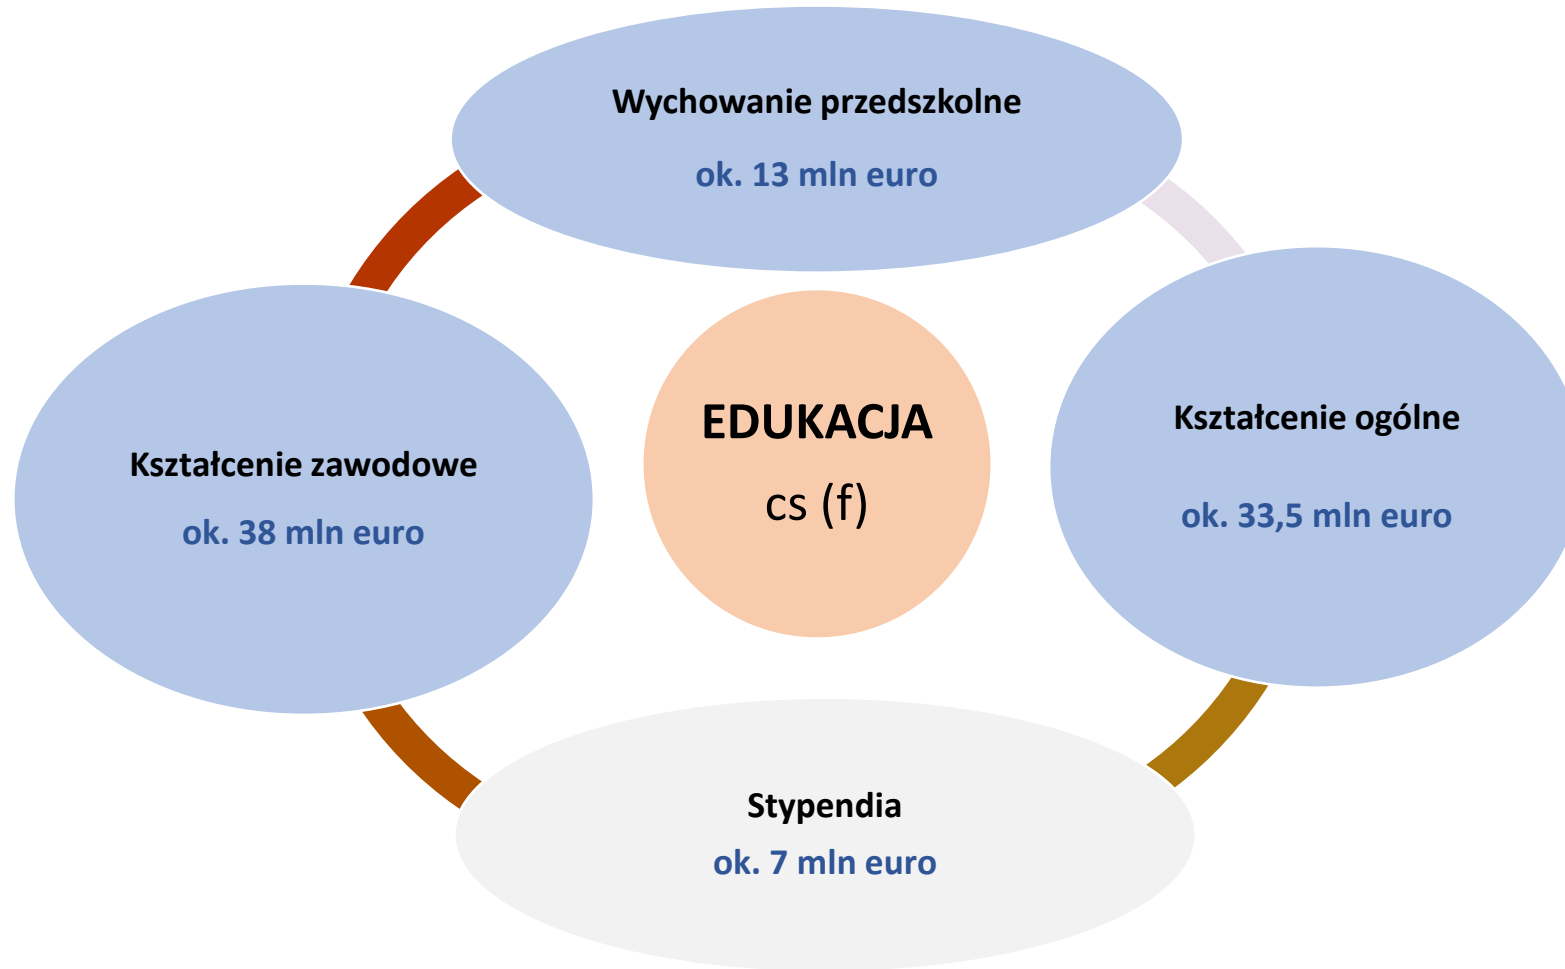 Wychowanie przedszkolne
ok. 13 mln euro
EDUKACJA
cs (f)
Kształcenie ogólne
ok. 33,5 mln euro
Kształcenie zawodowe
ok. 38 mln euro
Stypendia
ok. 7 mln euro